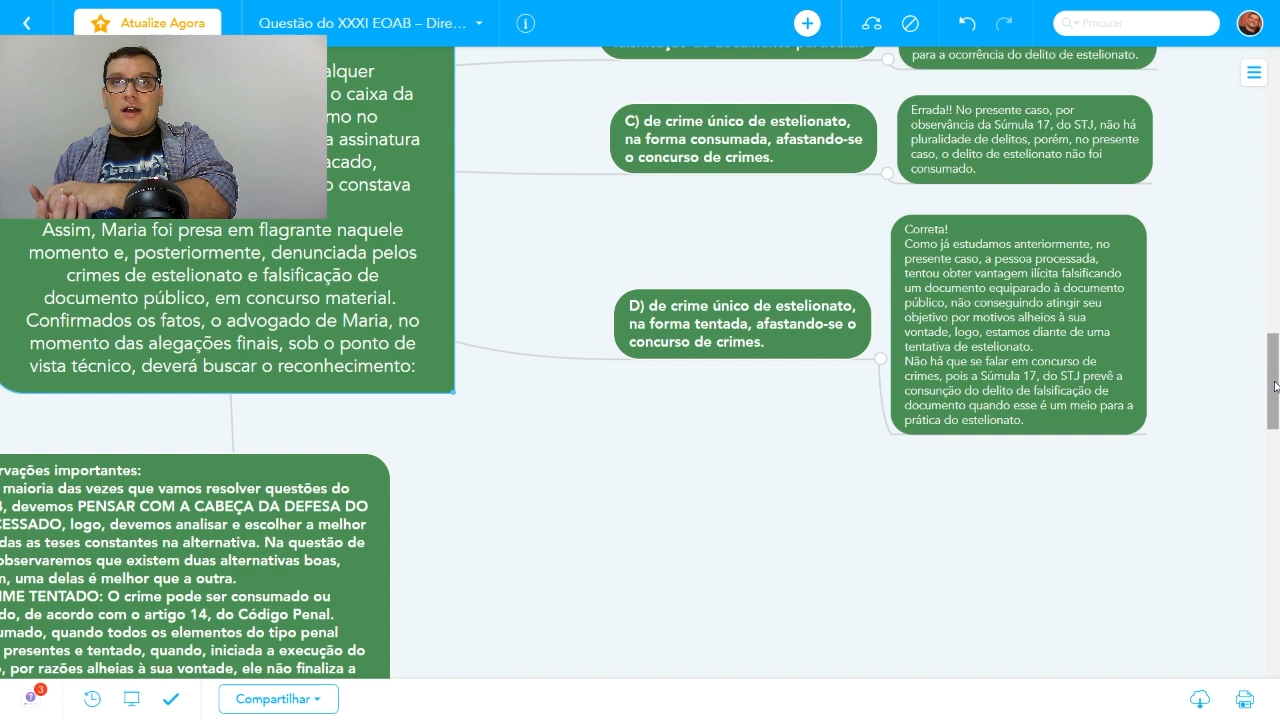 Atualize Agora
Questão do XXXI EOAB – Dire...
Procurar
alquer
o caixa da
mo no
a assinatura
acado,
o constava
Assim, Maria foi presa em flagrante naquele
momento e, posteriormente, denunciada pelos
crimes de estelionato e falsificação de
documento público, em concurso material.
Confirmados os fatos, o advogado de Maria, no
momento das alegações finais, sob o ponto de
vista técnico, deverá buscar o reconhecimento:
para a ocorrência do delito de estelionato.
C) de crime único de estelionato,
na forma consumada, afastando-se
o concurso de crimes.
Errada!! No presente caso, por
observância da Súmula 17, do STJ, não há
pluralidade de delitos, porém, no presente
caso, o delito de estelionato não foi
consumado.
D) de crime único de estelionato,
na forma tentada, afastando-se o
concurso de crimes.
Correta!
Como já estudamos anteriormente, no
presente caso, a pessoa processada,
tentou obter vantagem ilícita falsificando
um documento equiparado à documento
público, não conseguindo atingir seu
objetivo por motivos alheios à sua
vontade, logo, estamos diante de uma
tentativa de estelionato.
Não há que se falar em concurso de
crimes, pois a Súmula 17, do STJ prevê a
consunção do delito de falsificação de
documento quando esse é um meio para a
prática do estelionato.
rvações importantes:
maioria das vezes que vamos resolver questões do
, devemos PENSAR COM A CABEÇA DA DEFESA DO
CESSADO, logo, devemos analisar e escolher a melhor
das as teses constantes na alternativa. Na questão de
observaremos que existem duas alternativas boas,
, uma delas é melhor que a outra.
IME TENTADO: O crime pode ser consumado ou
do, de acordo com o artigo 14, do Código Penal.
umado, quando todos os elementos do tipo penal
presentes e tentado, quando, iniciada a execução do
, por razões alheias à sua vontade, ele não finaliza a
3
Compartilhar